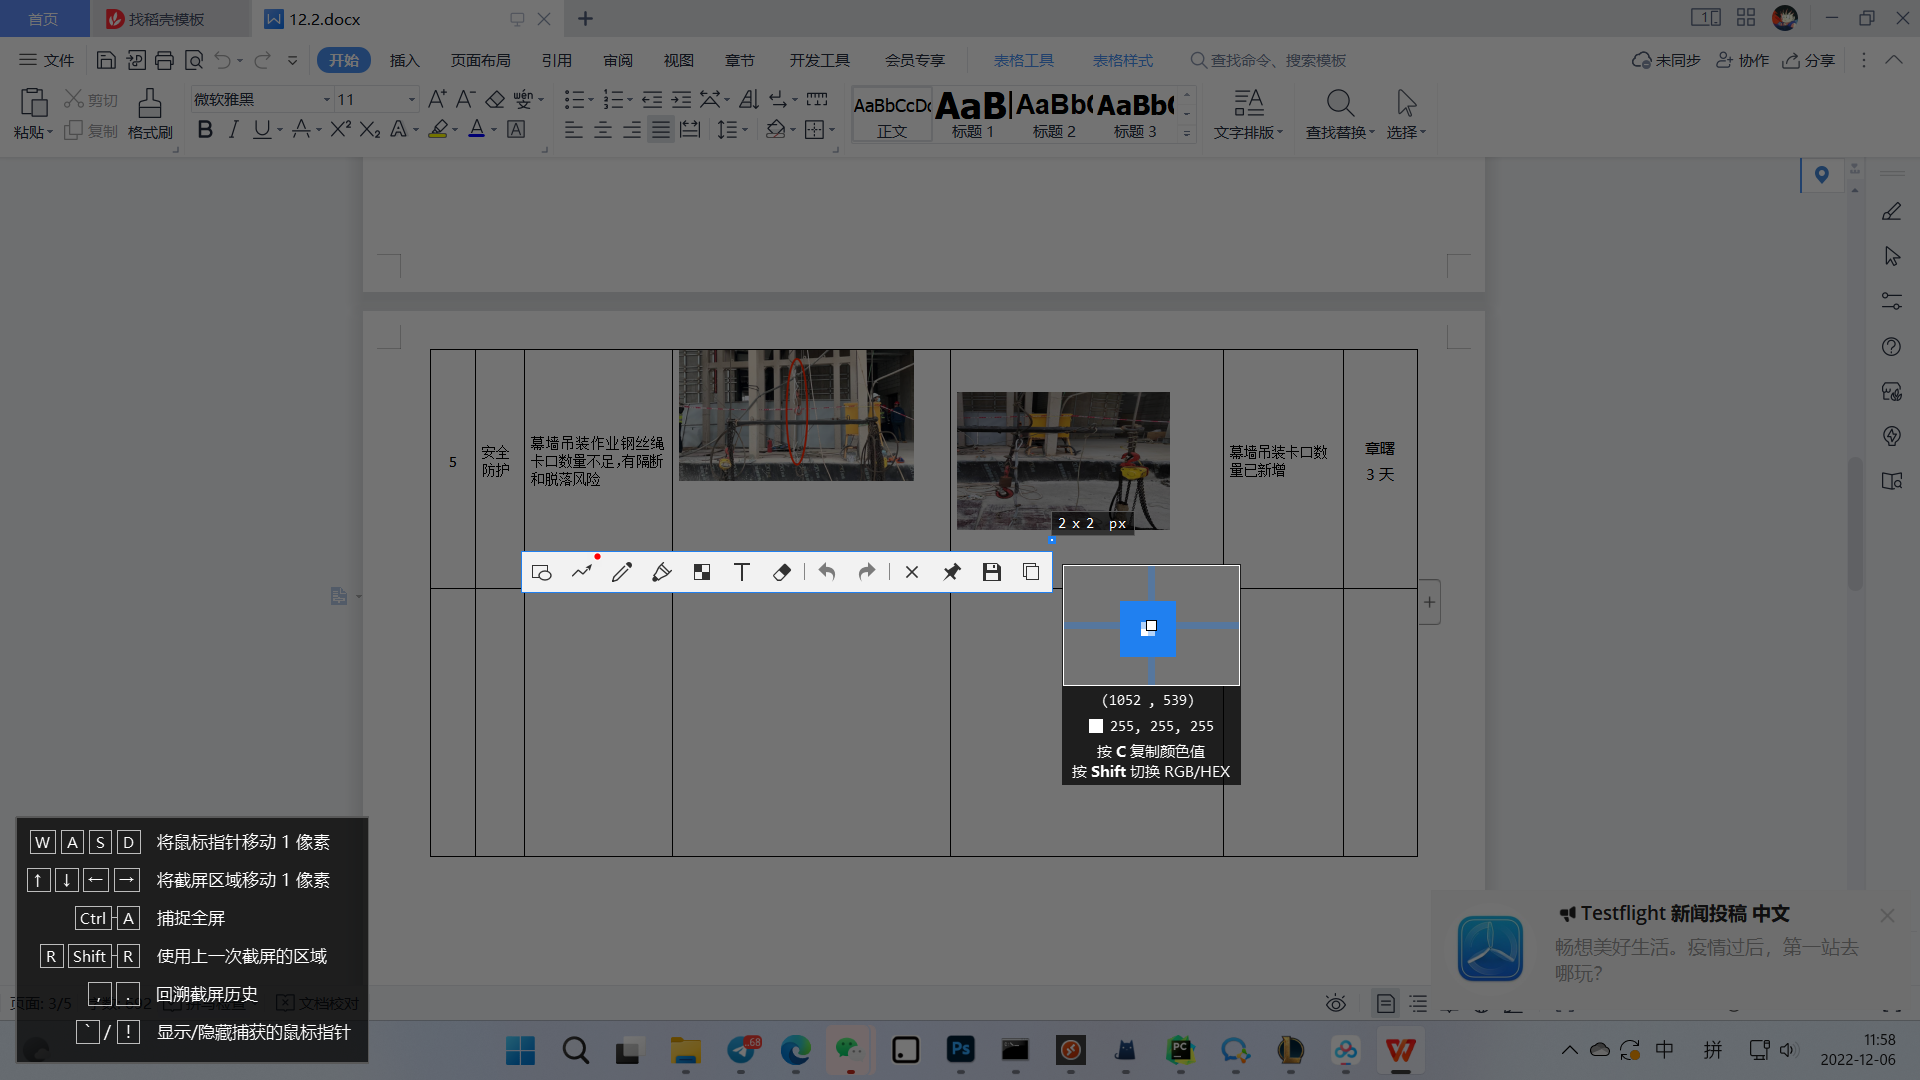 首页
找稻壳模板
12.2.docx
文件
开始
插入
页面布局
引用
审阅
视图
章节
开发工具
会员专享
表格工具
表格样式
查找命令、搜索模板
未同步
协作
分享
粘贴
剪切
复制
格式刷
微软雅黑
11
AaBbCcDd
正文
AaBl
标题 1
AaBb(
标题 2
AaBb(
标题 3
文字排版
查找替换
选择
5
安全
防护
幕墙吊装作业钢丝绳
卡口数量不足,有隔断
和脱落风险
幕墙吊装卡口数
量已新增
章曙
3 天
2 x 2 px
(1052 , 539)
255, 255, 255
按 C 复制颜色值
按 Shift 切换 RGB/HEX
W A S D 将鼠标指针移动 1 像素
↑ ↓ ← → 将截屏区域移动 1 像素
Ctrl A 捕捉全屏
R Shift R 使用上一次截屏的区域
, . 回溯截屏历史
` / ! 显示/隐藏捕获的鼠标指针
页面: 3/5
文档校对
Testflight 新闻投稿 中文
畅想美好生活。疫情过后，第一站去
哪玩?
68
Ps
PC
中
拼
11:58
2022-12-06